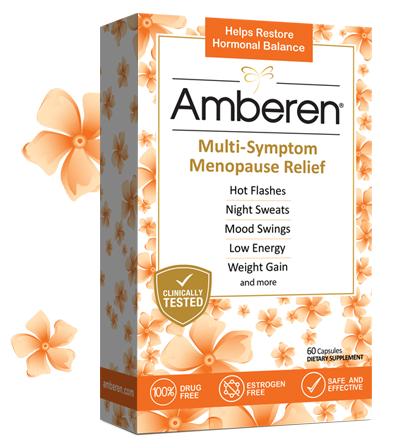 Helps Restore
Hormonal Balance
Amberen®
Multi-Symptom
Menopause Relief
Hot Flashes
Night Sweats
Mood Swings
Low Energy
Weight Gain
and more
CLINICALLY
TESTED
60 Capsules
DIETARY SUPPLEMENT
amberen.com
100% DRUG
FREE
ESTROGEN
FREE
SAFE AND
EFFECTIVE